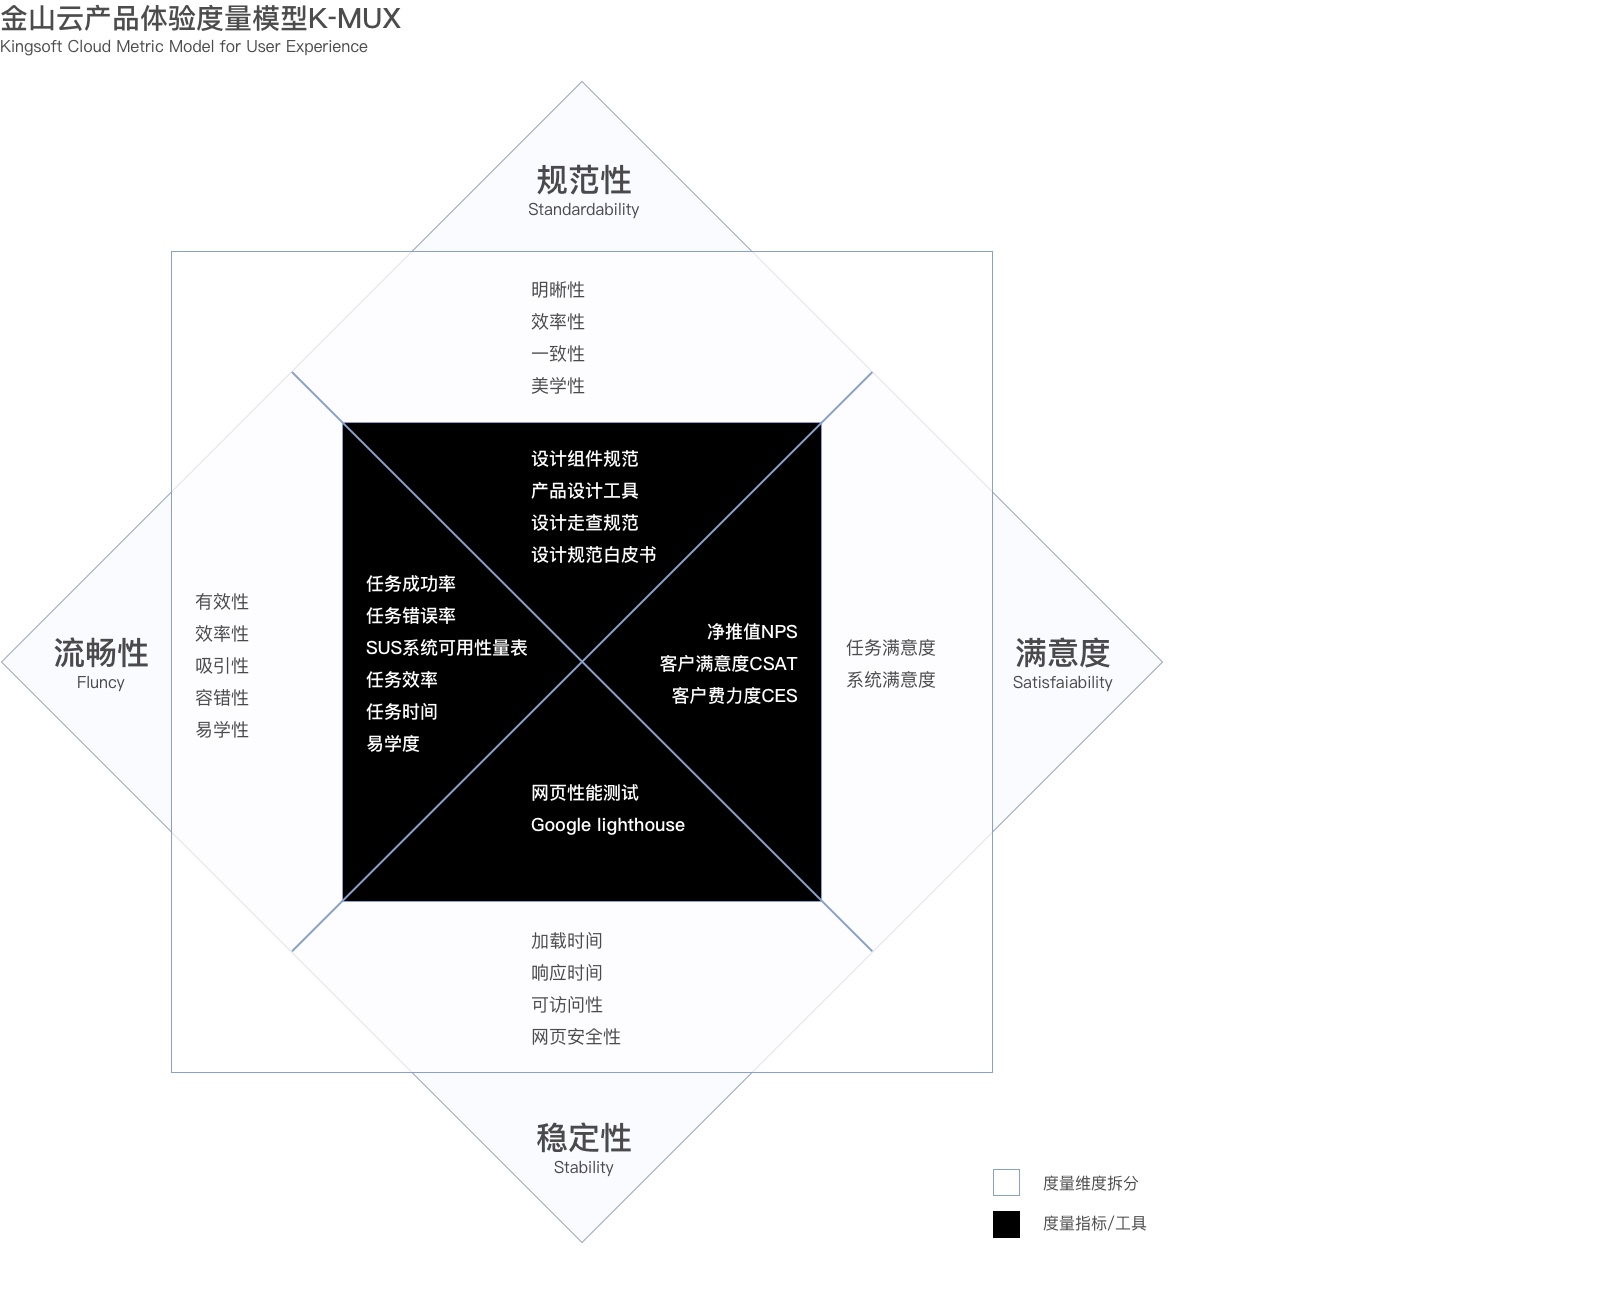 金山云产品体验度量模型K-MUX
Kingsoft Cloud Metric Model for User Experience
规范性
Standardability
明晰性
效率性
一致性
美学性
设计组件规范
产品设计工具
设计走查规范
设计规范白皮书
流畅性
Fluncy
有效性
效率性
吸引性
容错性
易学性
任务成功率
任务错误率
SUS系统可用性量表
任务效率
任务时间
易学度
净推值NPS
客户满意度CSAT
客户费力度CES
任务满意度
系统满意度
满意度
Satisfaiability
网页性能测试
Google lighthouse
加载时间
响应时间
可访问性
网页安全性
稳定性
Stability
度量维度拆分
度量指标/工具